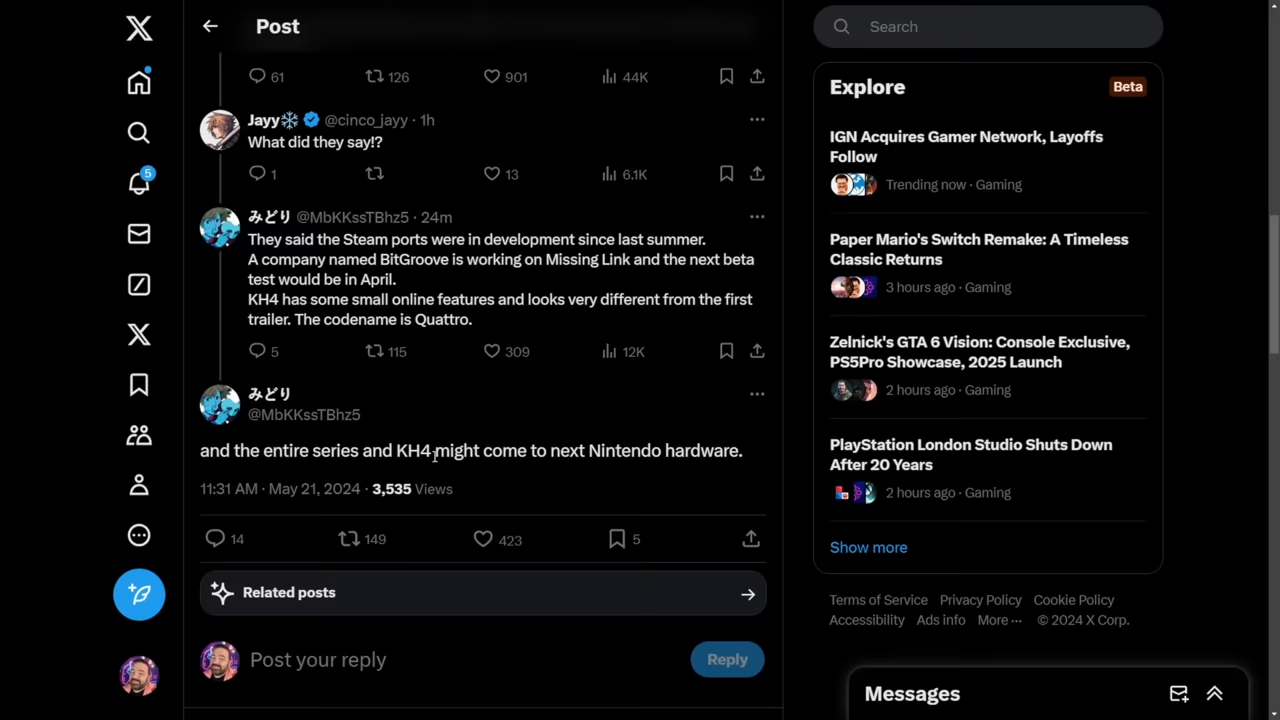 Post
Search
61 126 901 44K
Explore Beta
Jayy❄️ @cinco_jayy · 1h
What did they say!?
1 13 6.1K
IGN Acquires Gamer Network, Layoffs
Follow
Trending now · Gaming
みどり @MbKKssTBhz5 · 24m
They said the Steam ports were in development since last summer.
A company named BitGroove is working on Missing Link and the next beta
test would be in April.
KH4 has some small online features and looks very different from the first
trailer. The codename is Quattro.
5 115 309 12K
Paper Mario's Switch Remake: A Timeless
Classic Returns
3 hours ago · Gaming
Zelnick's GTA 6 Vision: Console Exclusive,
PS5Pro Showcase, 2025 Launch
2 hours ago · Gaming
みどり
@MbKKssTBhz5
and the entire series and KH4 might come to next Nintendo hardware.
11:31 AM · May 21, 2024 · 3,535 Views
14 149 423 5
PlayStation London Studio Shuts Down
After 20 Years
2 hours ago · Gaming
Show more
Related posts
Terms of Service Privacy Policy Cookie Policy
Accessibility Ads info More ··· © 2024 X Corp.
Post your reply
Reply
Messages
5